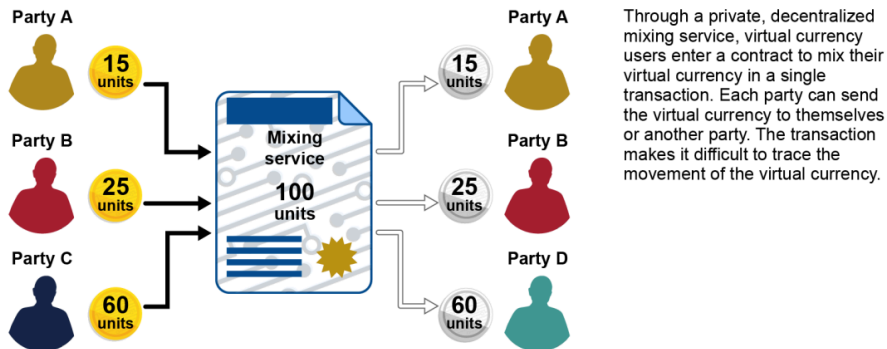 Party A
15
units
Party B
25
units
Party C
60
units
Mixing
service
100
units
Party A
15
units
Party B
25
units
Party D
60
units
Through a private, decentralized
mixing service, virtual currency
users enter a contract to mix their
virtual currency in a single
transaction. Each party can send
the virtual currency to themselves
or another party. The transaction
makes it difficult to trace the
movement of the virtual currency.